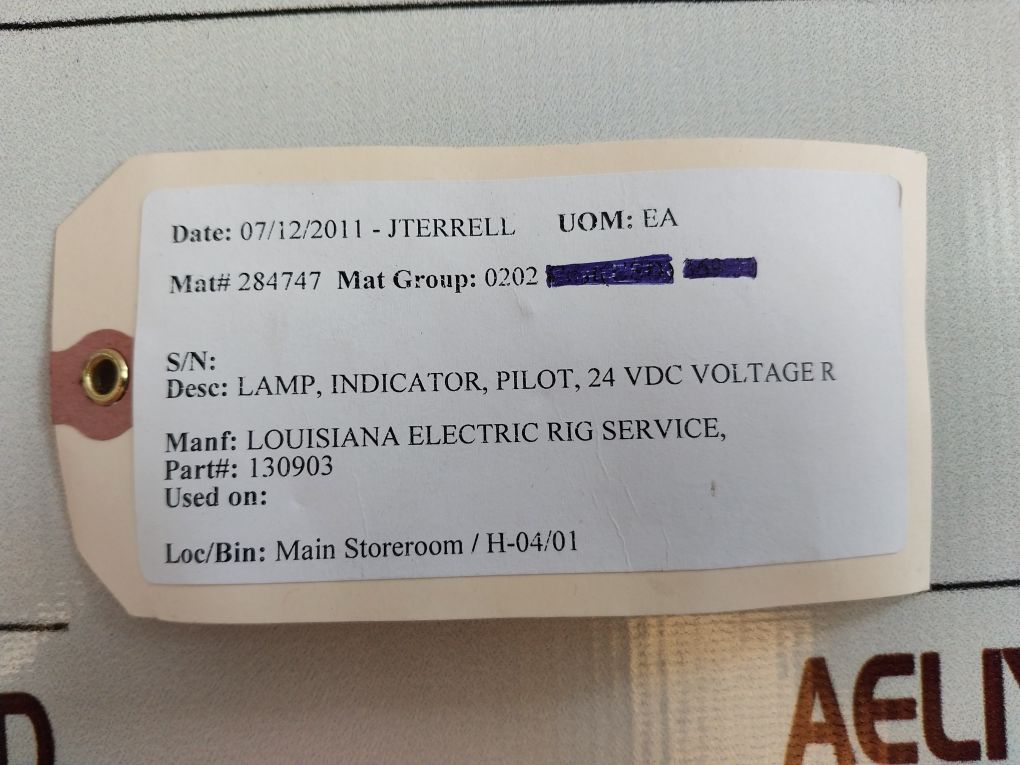 Date: 07/12/2011 - JTERRELL UOM: EA
Mat# 284747 Mat Group: 0202
S/N:
Desc: LAMP, INDICATOR, PILOT, 24 VDC VOLTAGE R
Manf: LOUISIANA ELECTRIC RIG SERVICE,
Part#: 130903
Used on:
Loc/Bin: Main Storeroom / H-04/01
D
AELIY